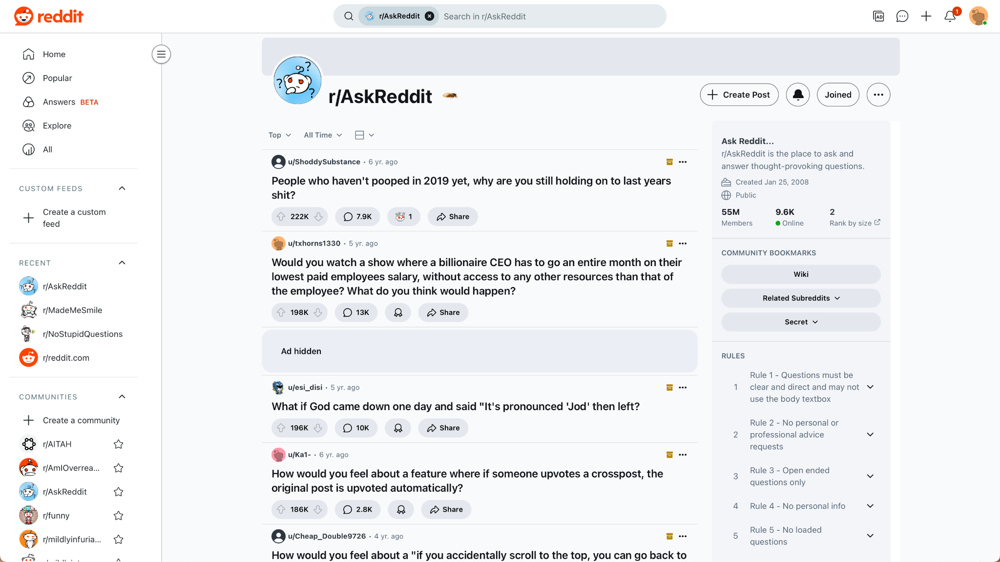 reddit
r/AskReddit
Search in r/AskReddit
AD
1
Home
Popular
Answers BETA
Explore
All
CUSTOM FEEDS
Create a custom
feed
RECENT
r/AskReddit
r/MadeMeSmile
r/NoStupidQuestions
r/reddit.com
COMMUNITIES
Create a community
r/AITAH
r/AmIOverrea...
r/AskReddit
r/funny
r/mildlyinfuria...
r/AskReddit
Create Post
Joined
Top
All Time
u/ShoddySubstance • 6 yr. ago
People who haven't pooped in 2019 yet, why are you still holding on to last years
shit?
222K
7.9K
1
Share
u/txhorns1330 • 5 yr. ago
Would you watch a show where a billionaire CEO has to go an entire month on their
lowest paid employees salary, without access to any other resources than that of
the employee? What do you think would happen?
198K
13K
Share
Ad hidden
u/esi_disi • 5 yr. ago
What if God came down one day and said "It's pronounced 'Jod' then left?
196K
10K
Share
u/Ka1- • 6 yr. ago
How would you feel about a feature where if someone upvotes a crosspost, the
original post is upvoted automatically?
186K
2.8K
Share
u/Cheap_Double9726 • 4 yr. ago
How would you feel about a "if you accidentally scroll to the top, you can go back to
Ask Reddit...
r/AskReddit is the place to ask and
answer thought-provoking questions.
Created Jan 25, 2008
Public
55M
Members
9.6K
Online
2
Rank by size
COMMUNITY BOOKMARKS
Wiki
Related Subreddits
Secret
RULES
1
Rule 1 - Questions must be
clear and direct and may not
use the body textbox
2
Rule 2 - No personal or
professional advice
requests
3
Rule 3 - Open ended
questions only
4
Rule 4 - No personal info
5
Rule 5 - No loaded
questions